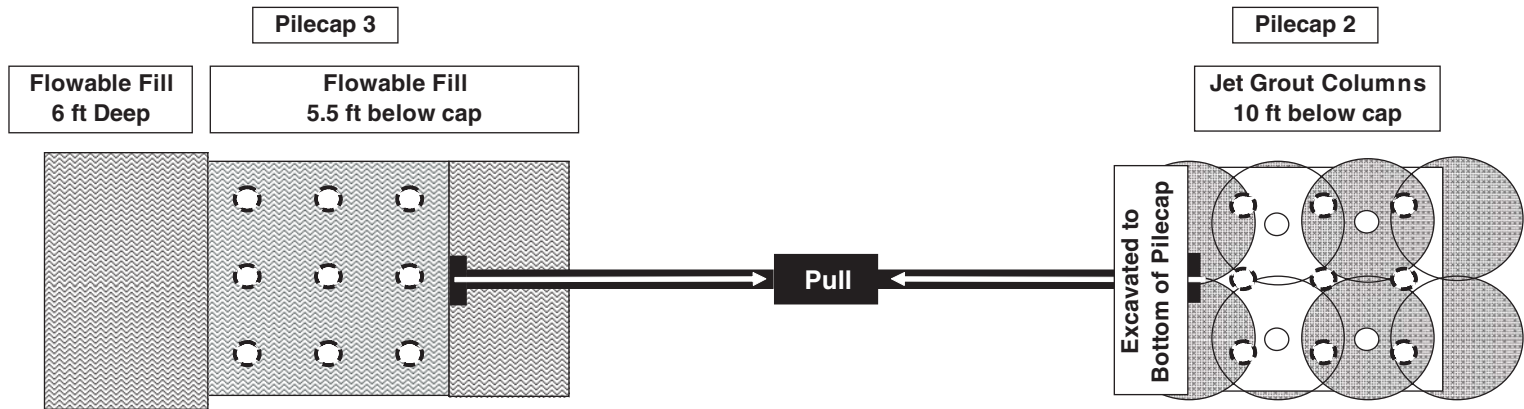 Pilecap 3
Pilecap 2
Flowable Fill
6 ft Deep
Flowable Fill
5.5 ft below cap
Jet Grout Columns
10 ft below cap
Pull
Excavated to
Bottom of Pilecap